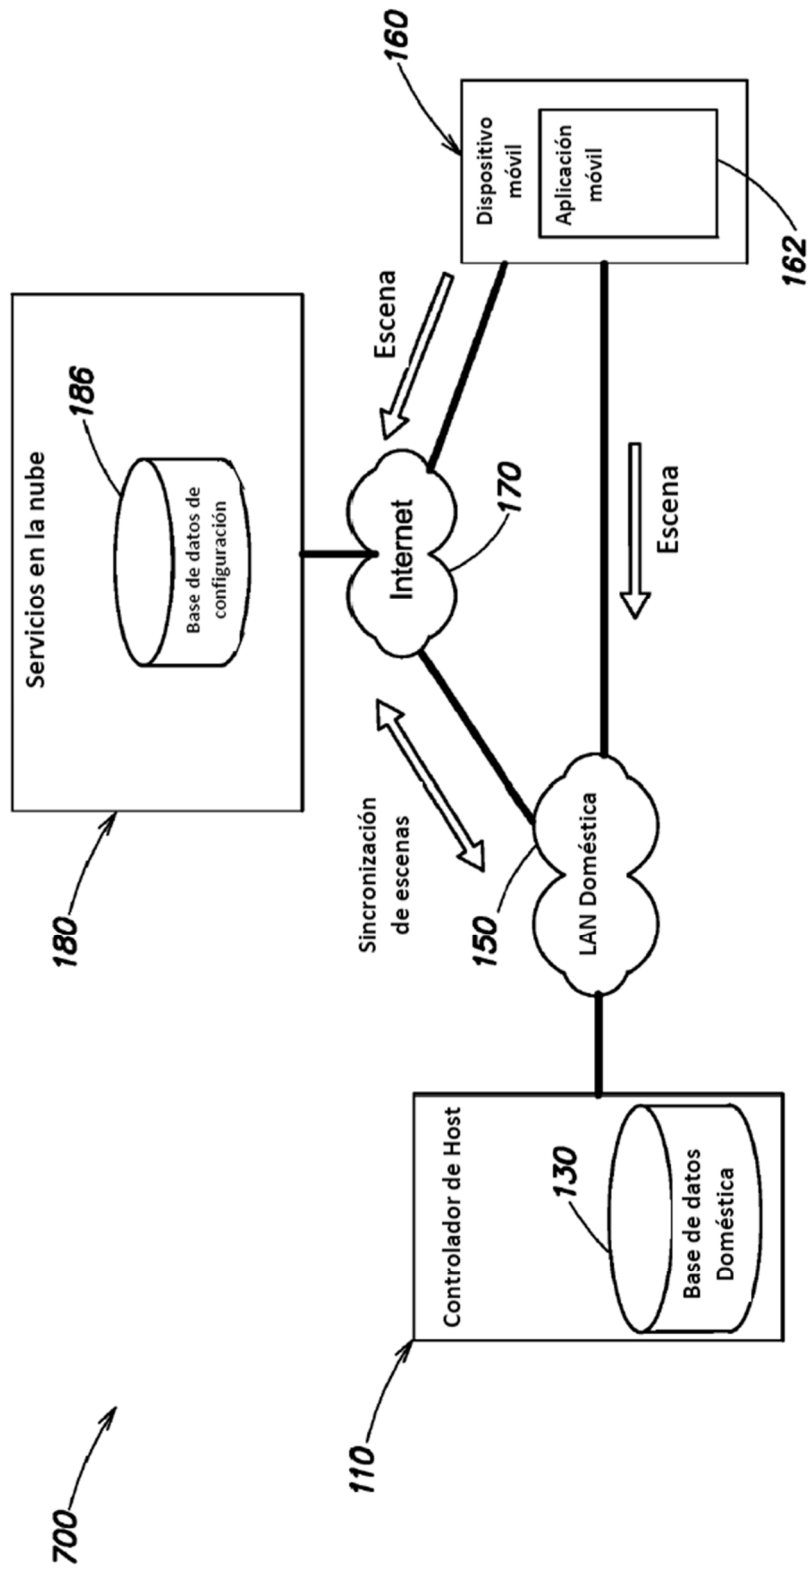 700
110
Controlador de Host
130
Base de datos
Doméstica
180
Servicios en la nube
186
Base de datos de
configuración
Sincronización
de escenas
150
LAN Doméstica
Internet
170
Escena
Escena
160
Dispositivo
móvil
Aplicación
móvil
162